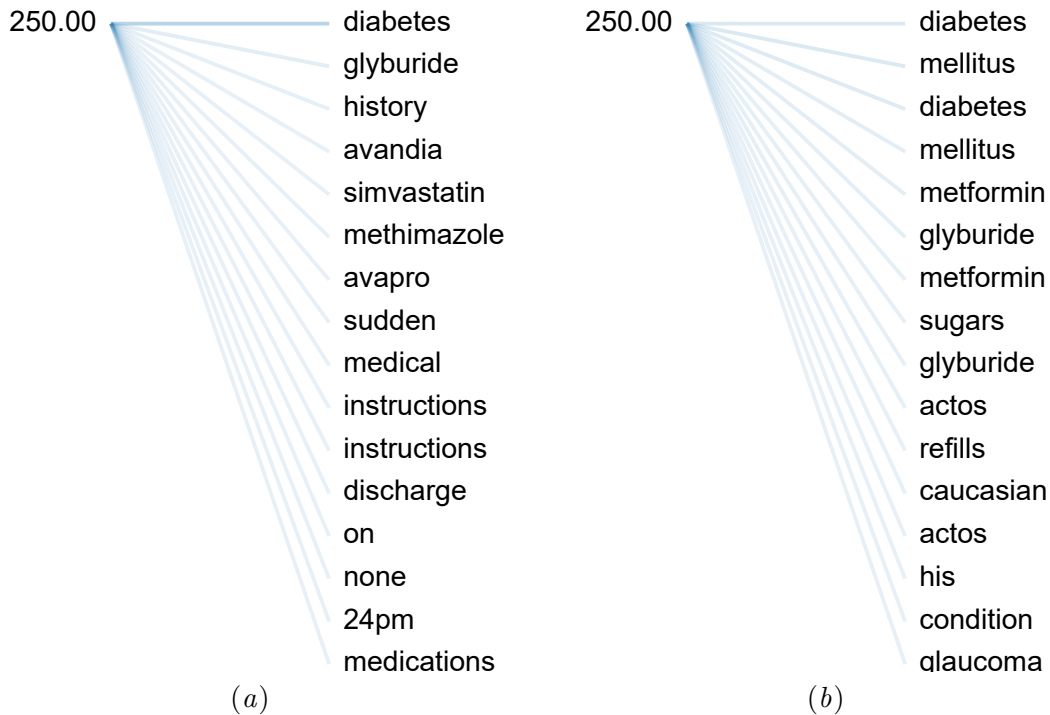 250.00
diabetes
glyburide
history
avandia
simvastatin
methimazole
avapro
sudden
medical
instructions
instructions
discharge
on
none
24pm
medications
(a)
250.00
diabetes
mellitus
diabetes
mellitus
metformin
glyburide
metformin
sugars
glyburide
actos
refills
caucasian
actos
his
condition
glaucoma
(b)